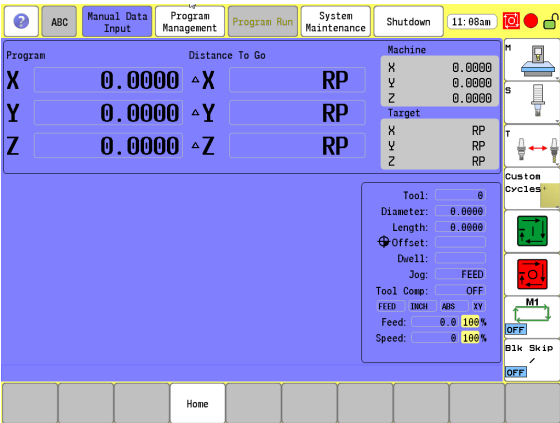 ?
ABC
Manual Data
Input
Program
Management
Program Run
System
Maintenance
Shutdown
11:08am
Program
Distance To Go
X 0.0000 ΔX RP
Y 0.0000 ΔY RP
Z 0.0000 ΔZ RP
Machine
X 0.0000
Y 0.0000
Z 0.0000
Target
X RP
Y RP
Z RP
Tool: 0
Diameter: 0.0000
Length: 0.0000
Offset:
Dwell:
Jog: FEED
Tool Comp: OFF
FEED INCH ABS XY
Feed: 0.0 100%
Speed: 0 100%
M
S
T
Custom
Cycles+
I
O
M1
OFF
Blk Skip
/
OFF
Home